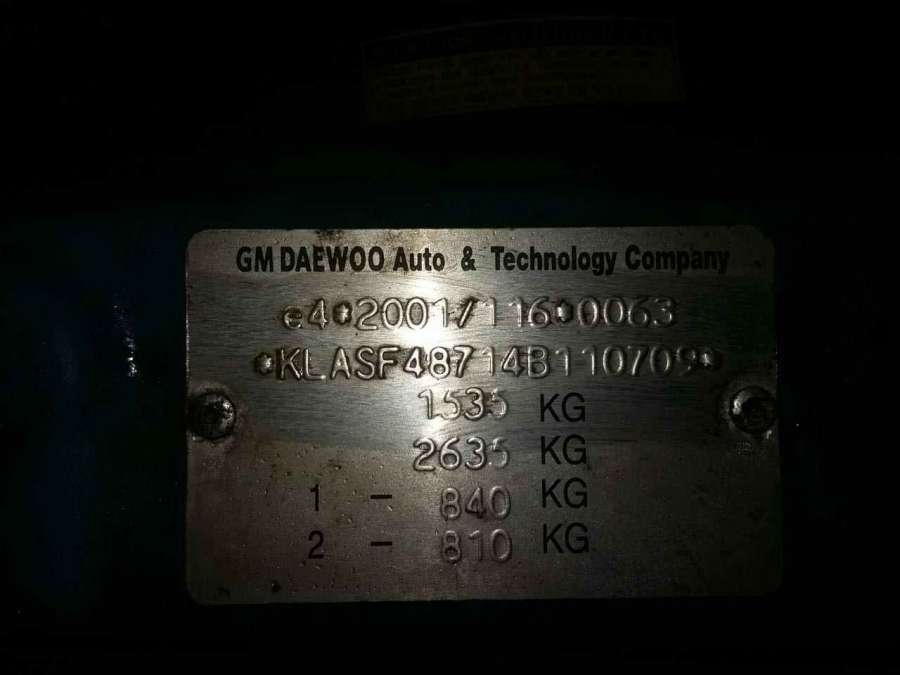 GM DAEWOO Auto & Technology Company
e4*2001/116*0063
*KLASF48714B110709*
1535 KG
2635 KG
1 - 840 KG
2 - 810 KG